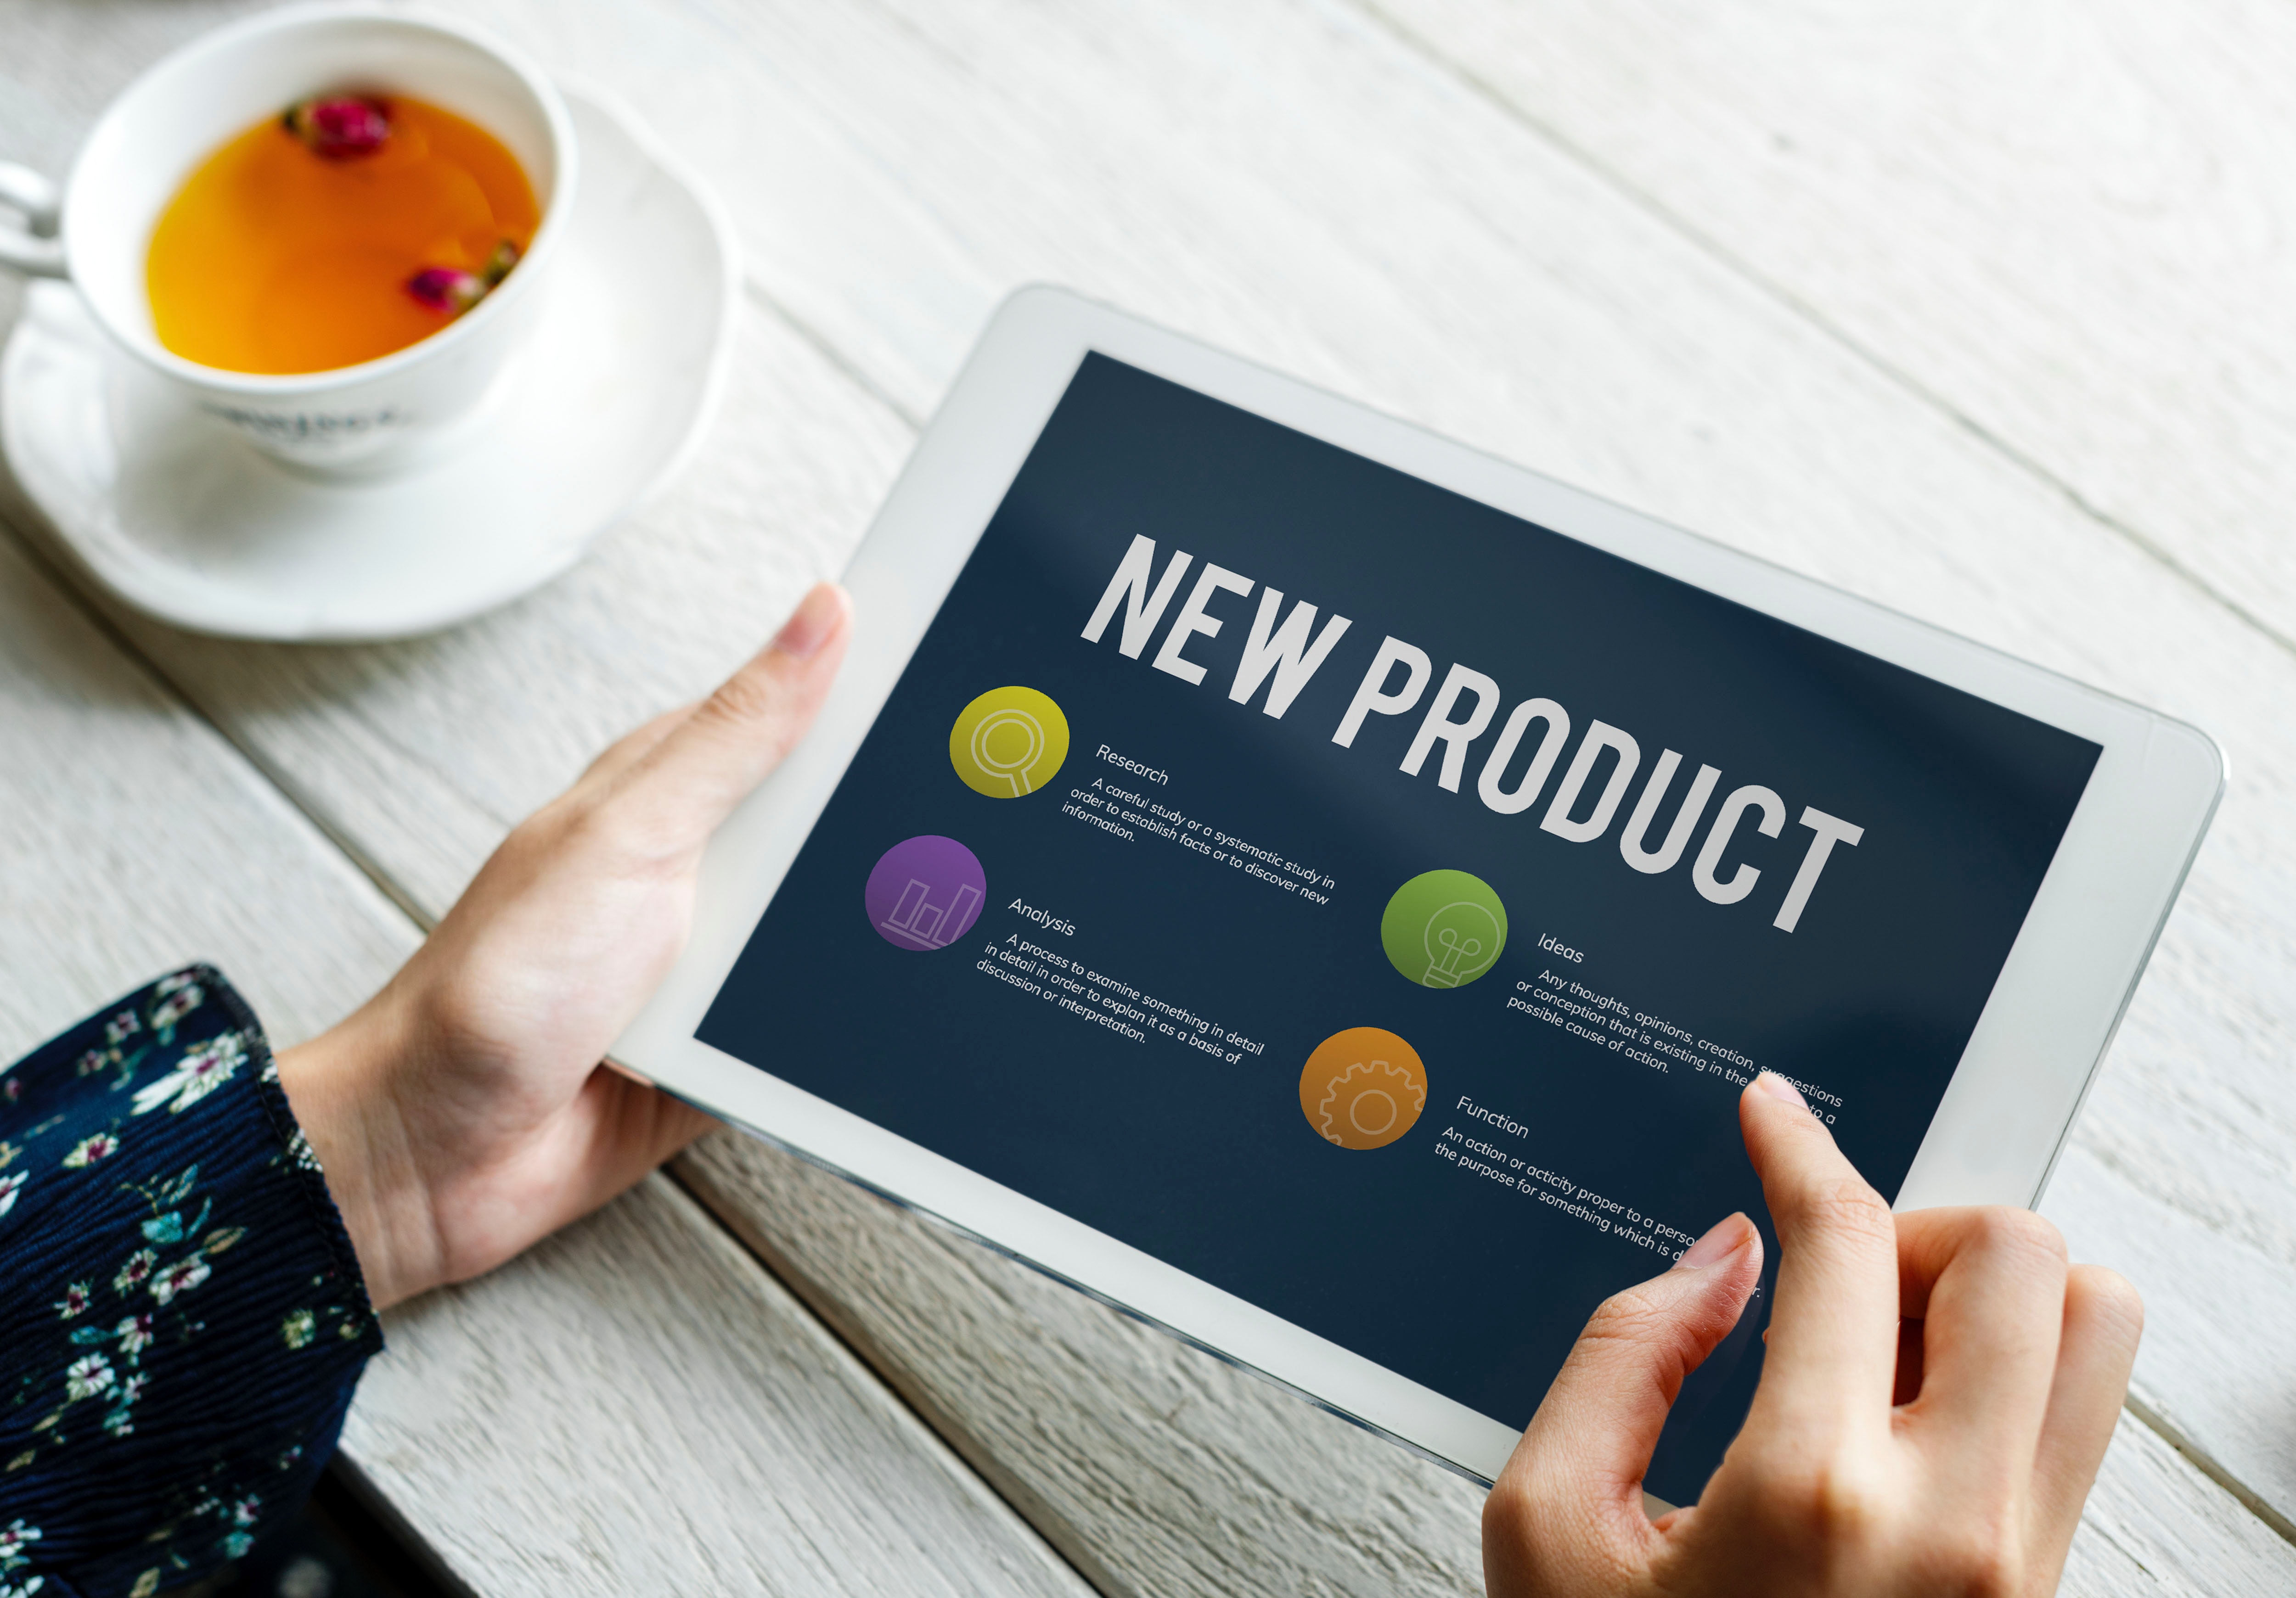 NEW PRODUCT
Research
A careful study or a systematic study in
order to establish facts or to discover new
information.
Analysis
A process to examine something in detail
in detail in order to explan it as a basis of
discussion or interpretation.
Ideas
Any thoughts, opinions, creation, suggestions
or conception that is existing in the to a
possible cause of action.
Function
An action or acticity proper to a
the purpose for something which is